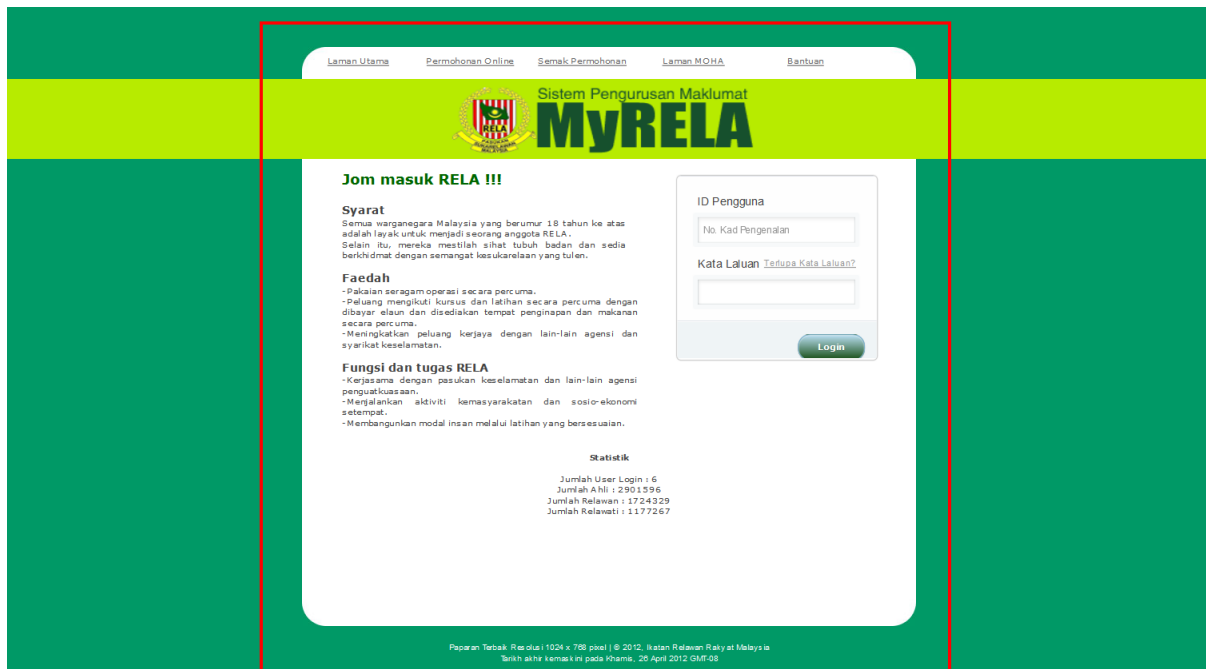 Laman Utama Permohonan Online Semak Permohonan Laman MOHA Bantuan
Sistem Pengurusan Maklumat
MyRELA
RELA
Jom masuk RELA !!!
Syarat
Semua warganegara Malaysia yang berumur 18 tahun ke atas
adalah layak untuk menjadi seorang anggota RELA.
Selain itu, mereka mestilah sihat tubuh badan dan sedia
berkhidmat dengan semangat kesukarelaan yang tulen.
Faedah
-Pakaian seragam operasi secara percuma.
-Peluang mengikuti kursus dan latihan secara percuma dengan
dibayar elaun dan disediakan tempat penginapan dan makanan
secara percuma.
-Meningkatkan peluang kerjaya dengan lain-lain agensi dan
syarikat keselamatan.
Fungsi dan tugas RELA
-Kerjasama dengan pasukan keselamatan dan lain-lain agensi
penguatkuasaan.
-Menjalankan aktiviti kemasyarakatan dan sosio-ekonomi
setempat.
-Membangunkan modal insan melalui latihan yang bersesuaian.
ID Pengguna
No. Kad Pengenalan
Kata Laluan Terlupa Kata Laluan?
Login
Statistik
Jumlah User Login : 6
Jumlah Ahli : 2901596
Jumlah Relawan : 1724329
Jumlah Relawati : 1177267
Paparan Terbaik Resolusi 1024 x 768 pixel | © 2012, Ikatan Relawan Rakyat Malaysia
Tarikh akhir kemaskini pada Khamis, 26 April 2012 GMT-08